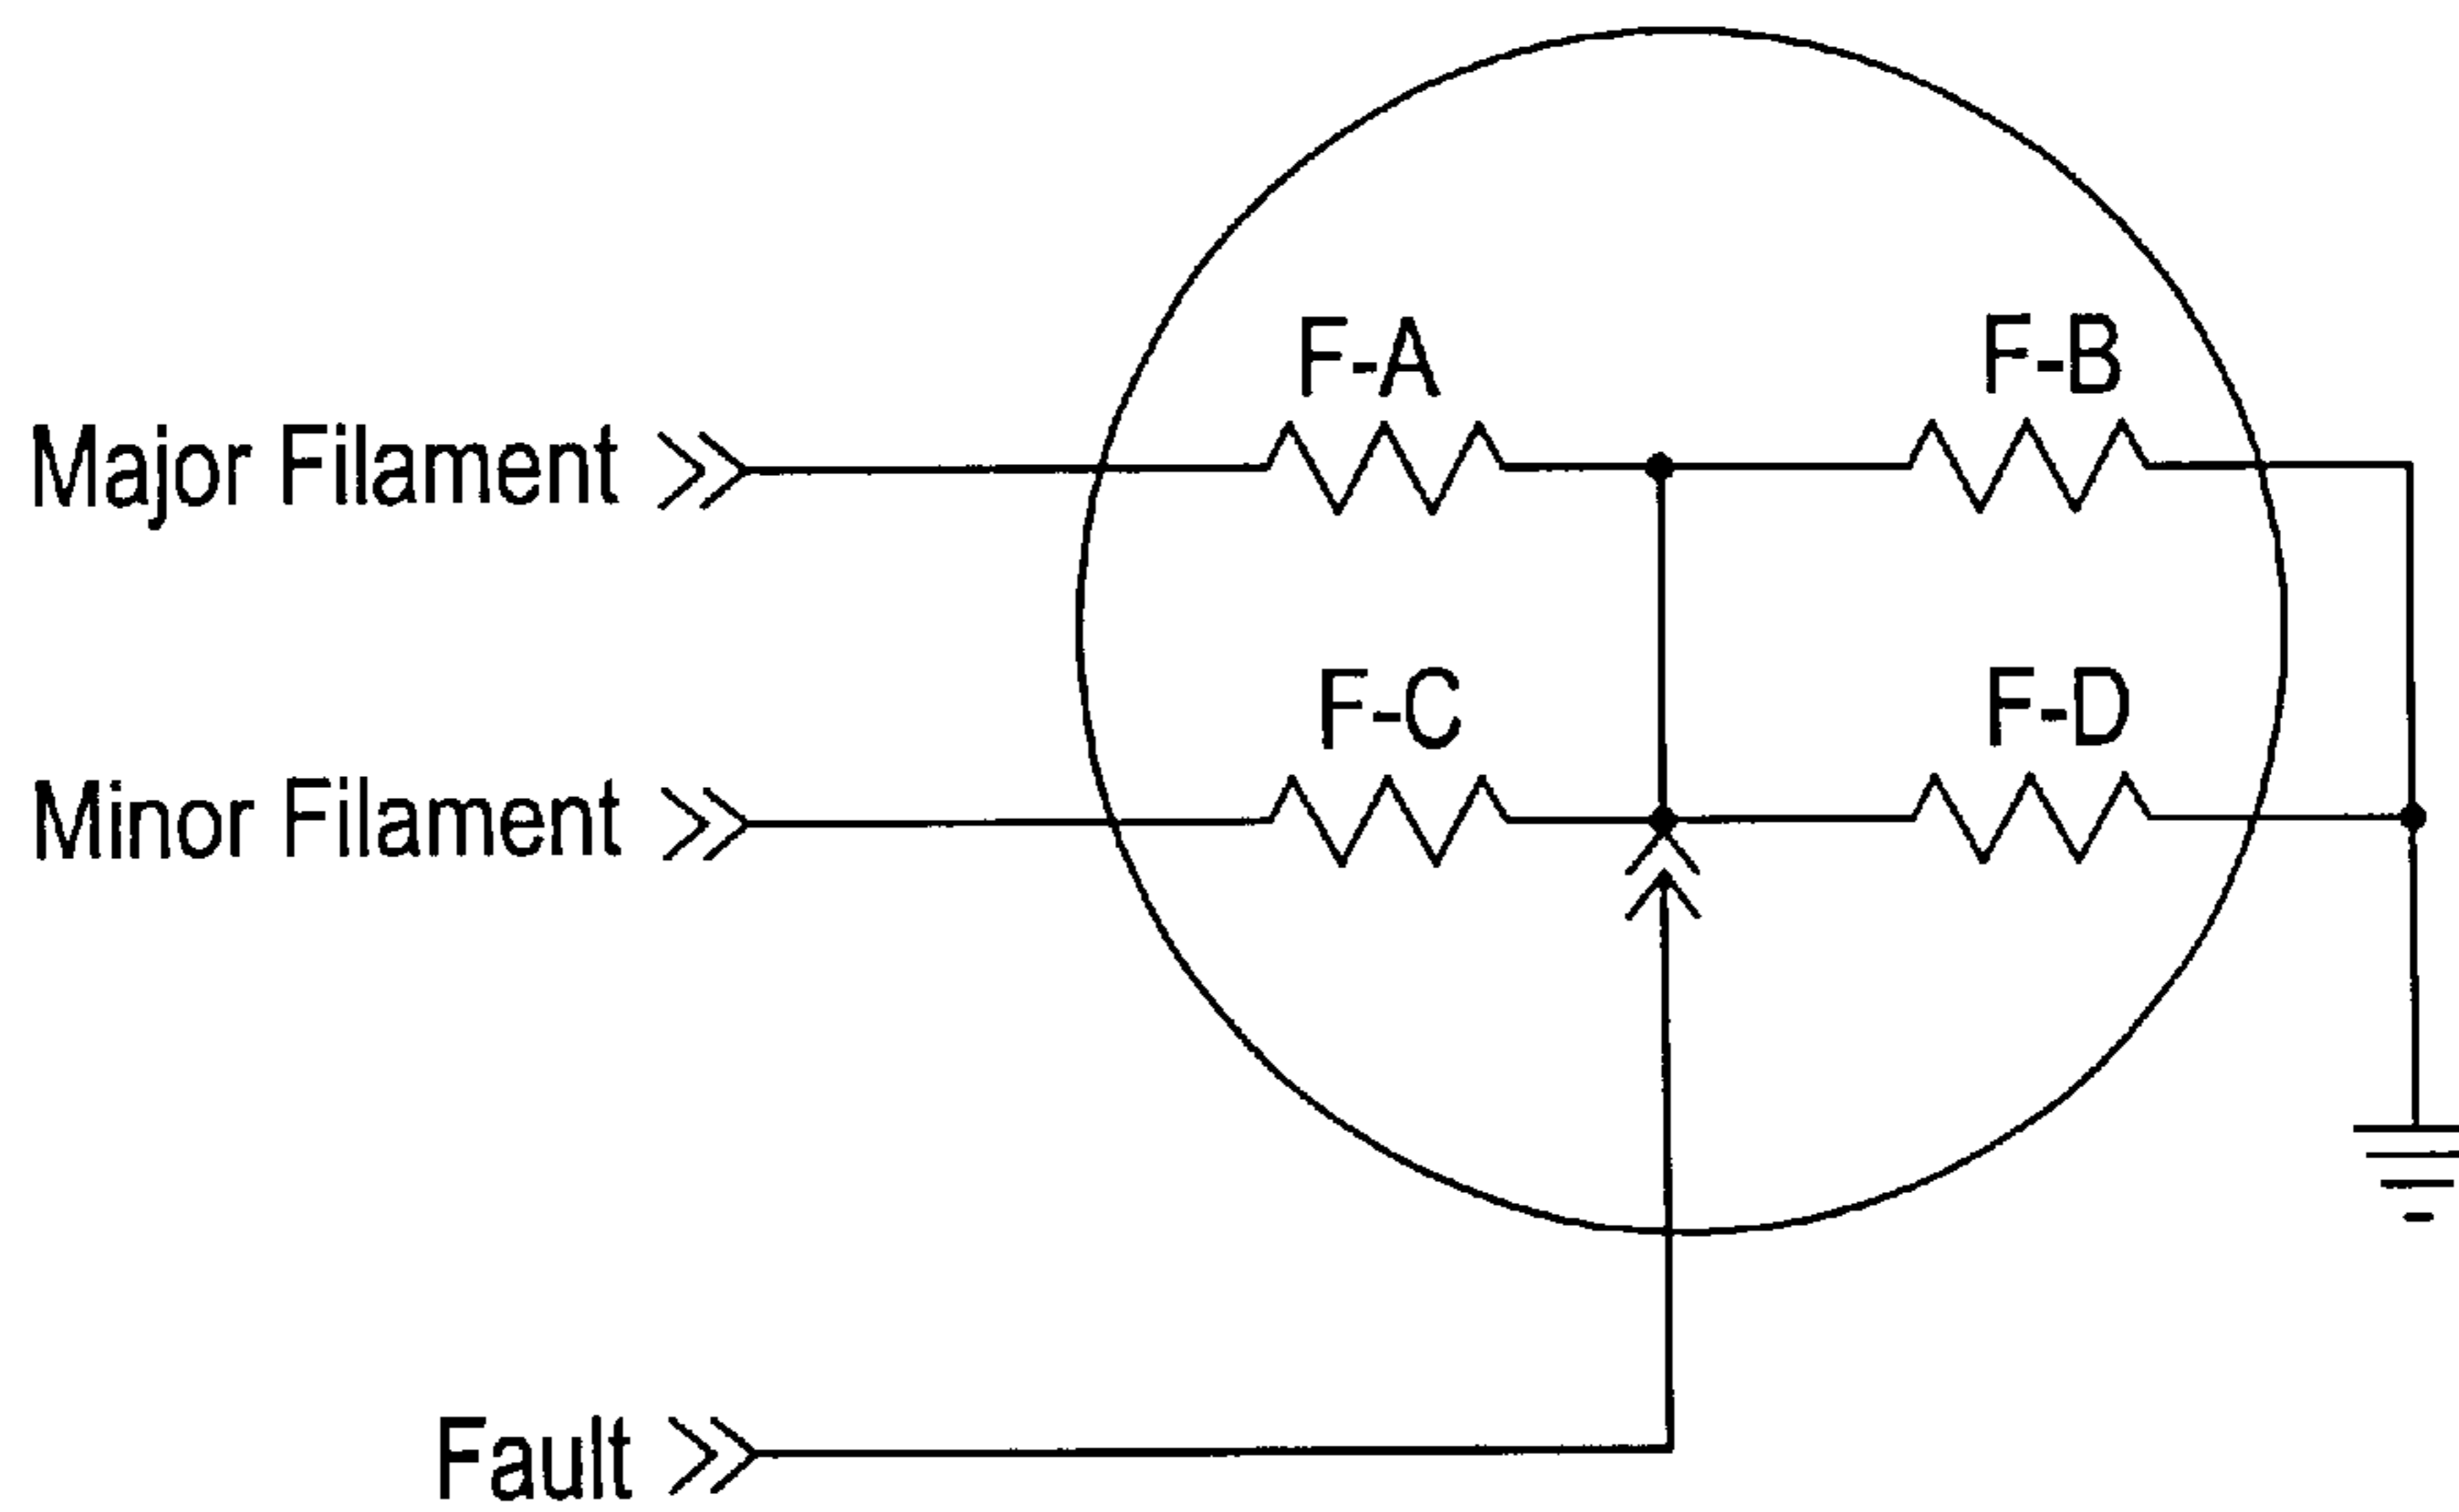 F-A
F-B
Major Filament
F-C
F-D
Minor Filament
Fault